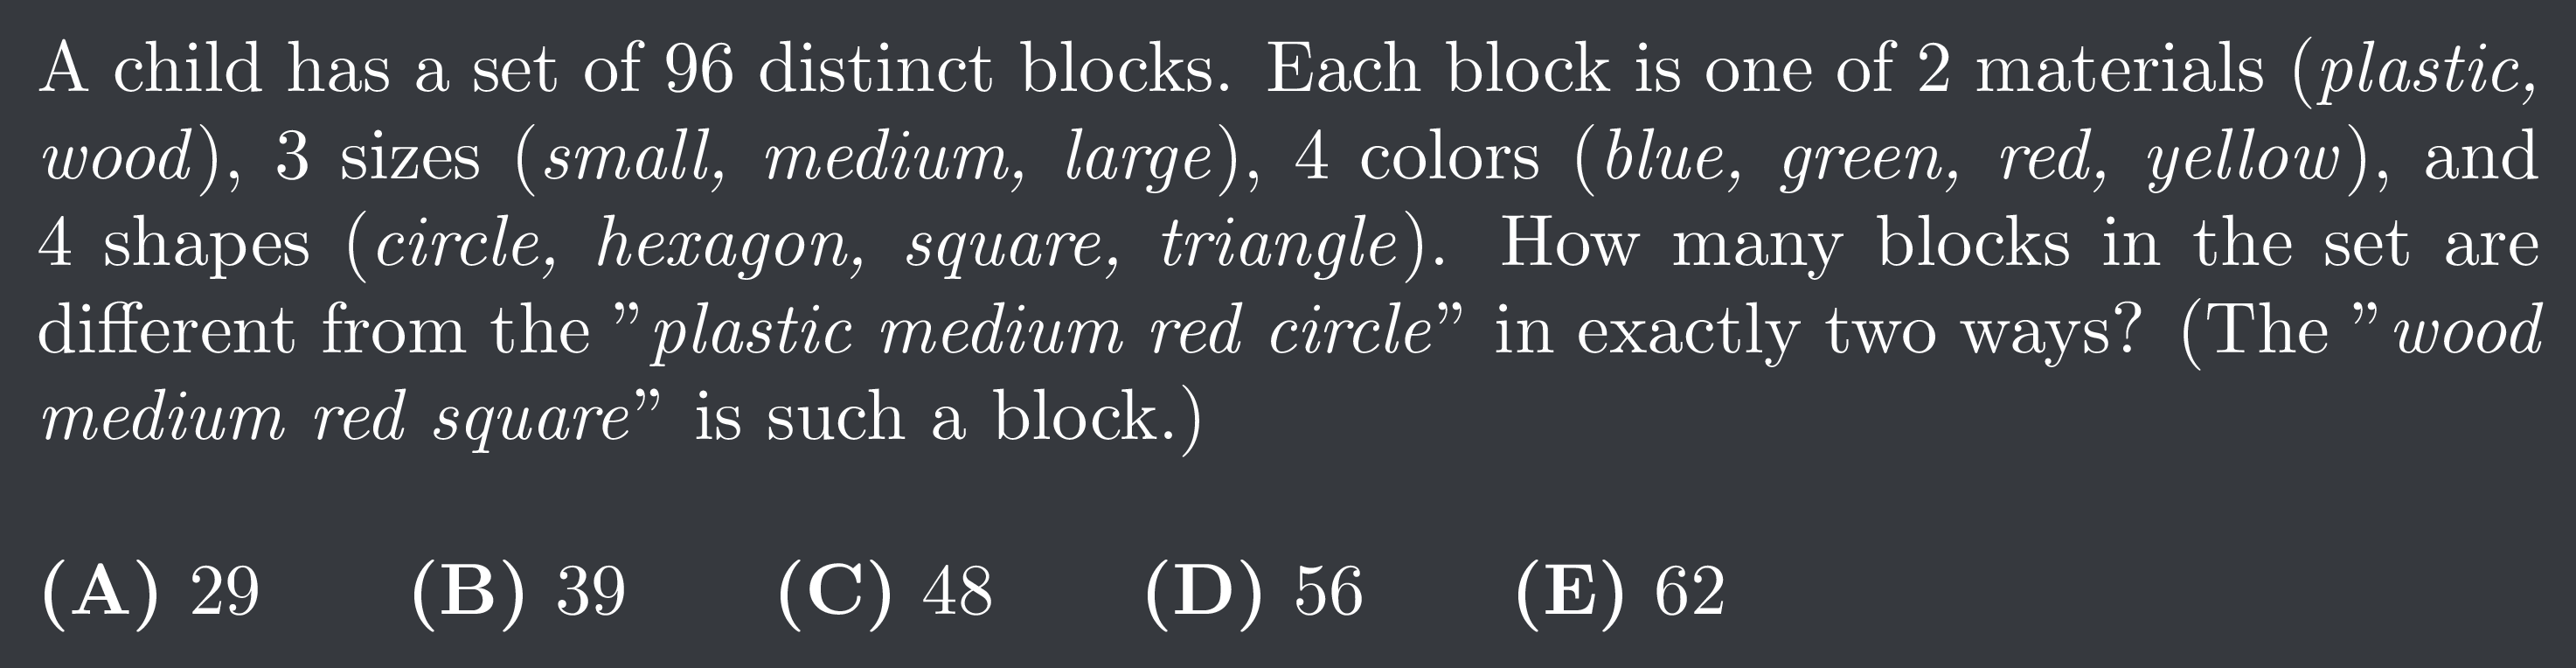 A child has a set of 96 distinct blocks. Each block is one of 2 materials (plastic,
wood), 3 sizes (small, medium, large), 4 colors (blue, green, red, yellow), and
4 shapes (circle, hexagon, square, triangle). How many blocks in the set are
different from the ”plastic medium red circle” in exactly two ways? (The ”wood
medium red square” is such a block.)
(A) 29 (B) 39 (C) 48 (D) 56 (E) 62